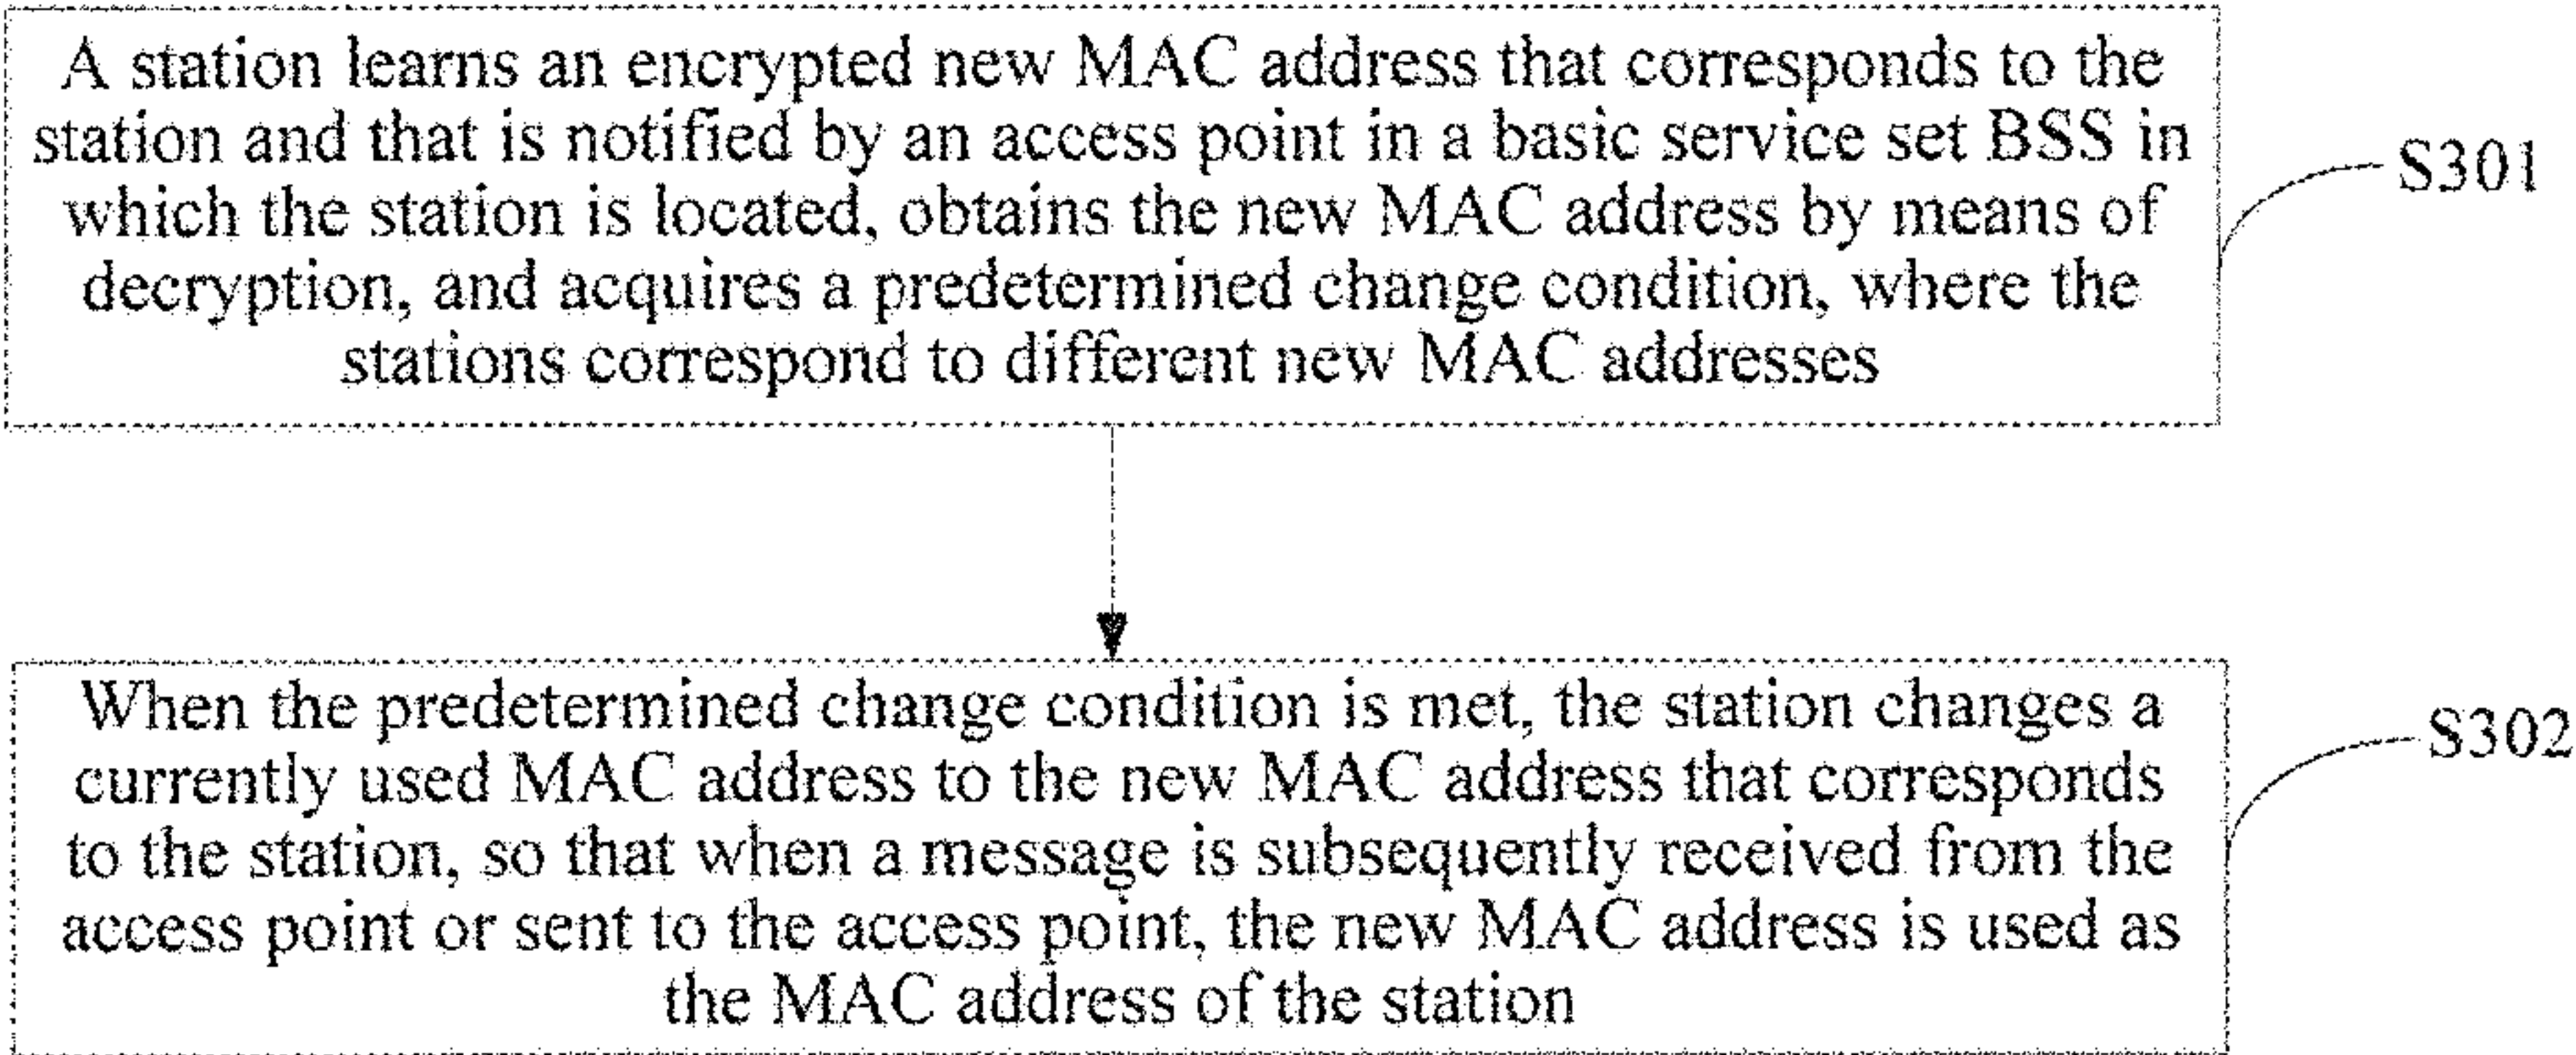 A station learns an encrypted new MAC address that corresponds to the
station and that is notified by an access point in a basic service set BSS in
which the station is located, obtains the new MAC address by means of
decryption, and acquires a predetermined change condition, where the
stations correspond to different new MAC addresses
S301
When the predetermined change condition is met, the station changes a
currently used MAC address to the new MAC address that corresponds
to the station, so that when a message is subsequently received from the
access point or sent to the access point, the new MAC address is used as
the MAC address of the station
S302